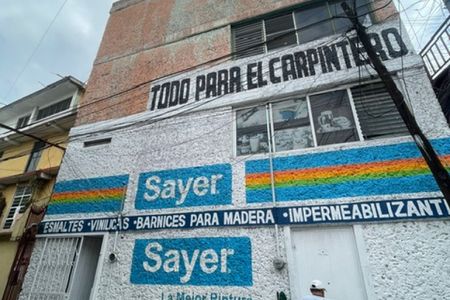 TODO PARA EL CARPINTERO
Sayer
ESMALTES · VINILICAS · BARNICES PARA MADERA · IMPERMEABILIZANT
Sayer
La Mejor Pintura